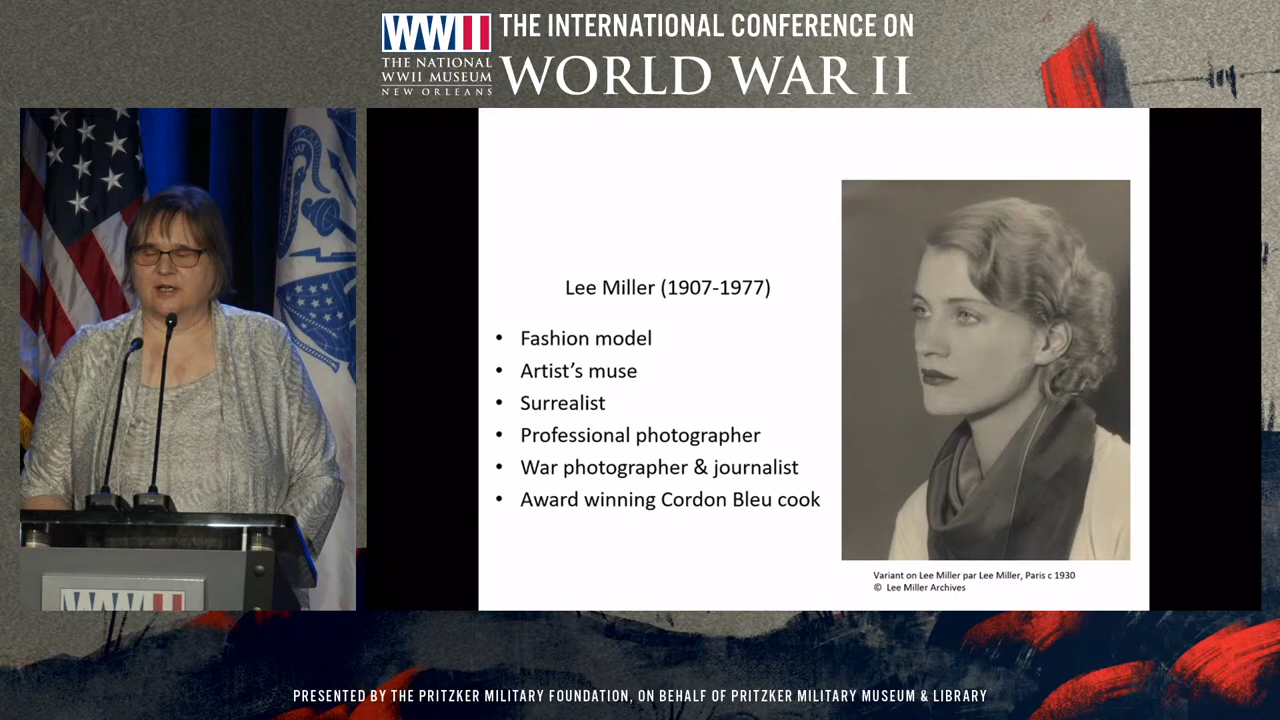 WWII
THE NATIONAL
WWII MUSEUM
NEW ORLEANS
THE INTERNATIONAL CONFERENCE ON
WORLD WAR II
Lee Miller (1907-1977)
• Fashion model
• Artist’s muse
• Surrealist
• Professional photographer
• War photographer & journalist
• Award winning Cordon Bleu cook
Variant on Lee Miller par Lee Miller, Paris c 1930
© Lee Miller Archives
WWII
PRESENTED BY THE PRITZKER MILITARY FOUNDATION, ON BEHALF OF PRITZKER MILITARY MUSEUM & LIBRARY